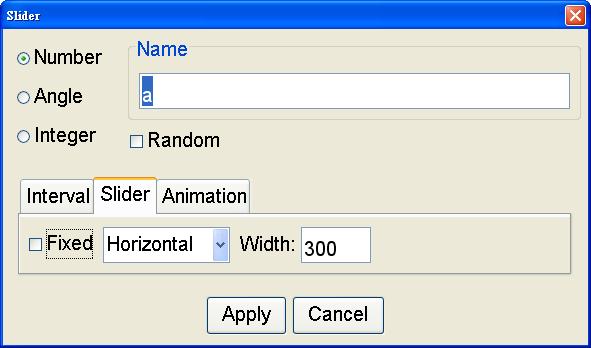 Slider
Number
Name
a
Angle
Integer
Random
Interval Slider Animation
Fixed Horizontal Width: 300
Apply Cancel